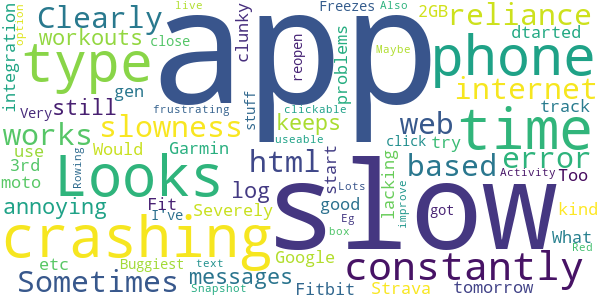 integration
option
Clearly
live
close
clunky
Freezes
Also
2GB
reliance
dtarted
workouts
type
app
reopen
problems
Maybe
phone
gen
stuff
internet
Very
still
frustrating
clickable
track
works
slowness
keeps
web
time
use
Would
Garmin
useable
click
try
3rd
Rowing
Looks
html
start
based
error
moto
log
lacking
Activity
Too
annoying
Fit
I've
Severely
good
Lots
slow
improve
got
kind
crashing
Eg
box
What
etc
Buggiest
text
Google
constantly
Red
Sometimes
messages
Snapshot
Fitbit
Strava
tomorrow